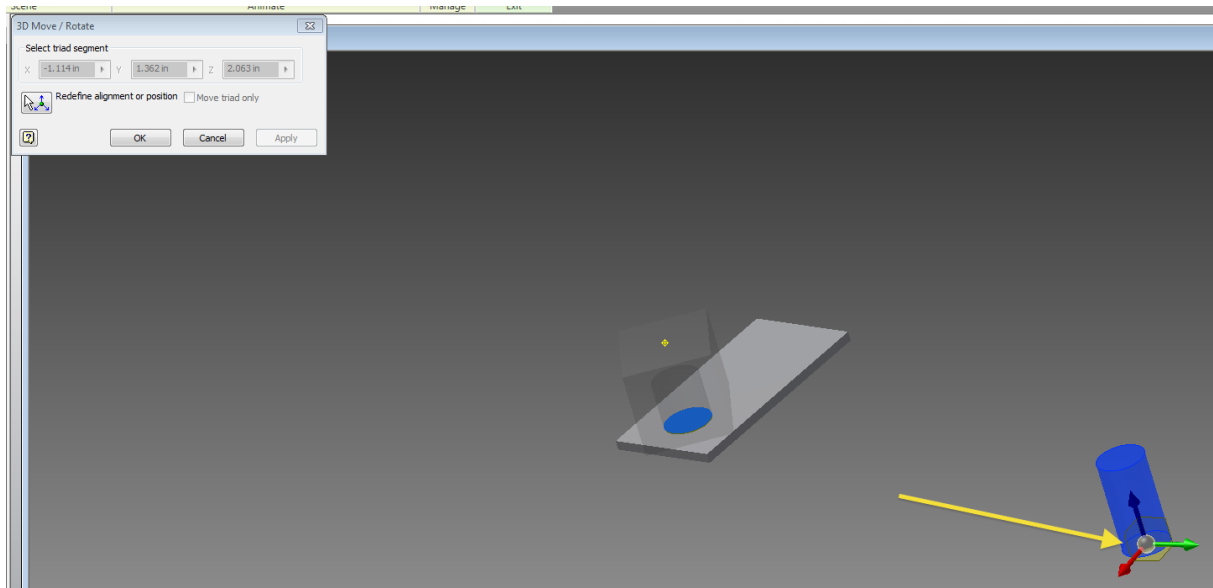 Scene Animate Manage Exit
3D Move / Rotate
Select triad segment
X -1.114 in Y 1.362 in Z 2.063 in
Redefine alignment or position Move triad only
OK Cancel Apply